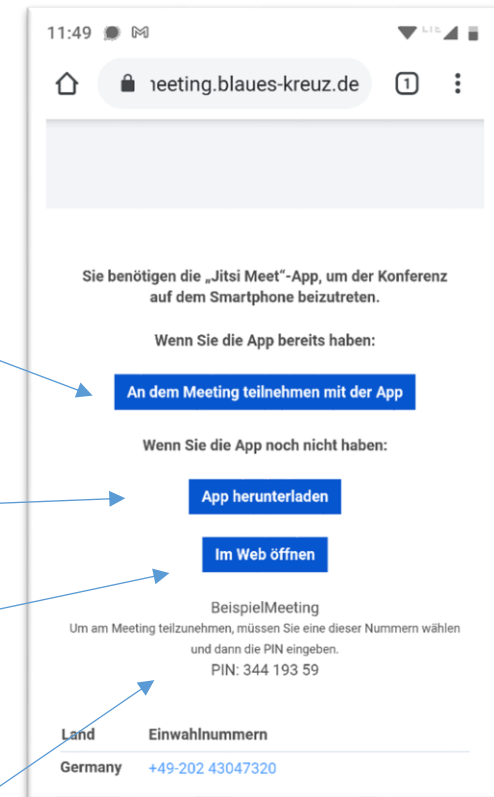 11:49
neeting.blaues-kreuz.de 1
Sie benötigen die „Jitsi Meet“-App, um der Konferenz
auf dem Smartphone beizutreten.
Wenn Sie die App bereits haben:
An dem Meeting teilnehmen mit der App
Wenn Sie die App noch nicht haben:
App herunterladen
Im Web öffnen
BeispielMeeting
Um am Meeting teilzunehmen, müssen Sie eine dieser Nummern wählen
und dann die PIN eingeben.
PIN: 344 193 59
Land Einwahlnummern
Germany +49-202 43047320